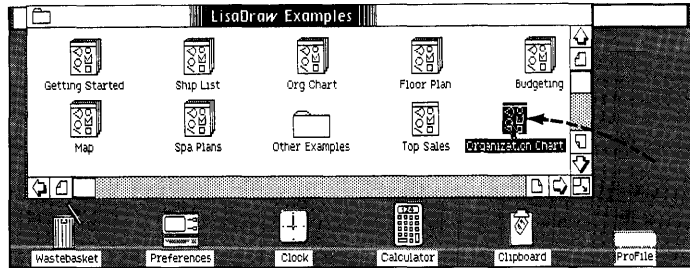 LisaDraw Examples
Getting Started Ship List Org Chart Floor Plan Budgeting
Map Spa Plans Other Examples Top Sales Organization Chart
Wastebasket Preferences Clock Calculator Clipboard ProFile